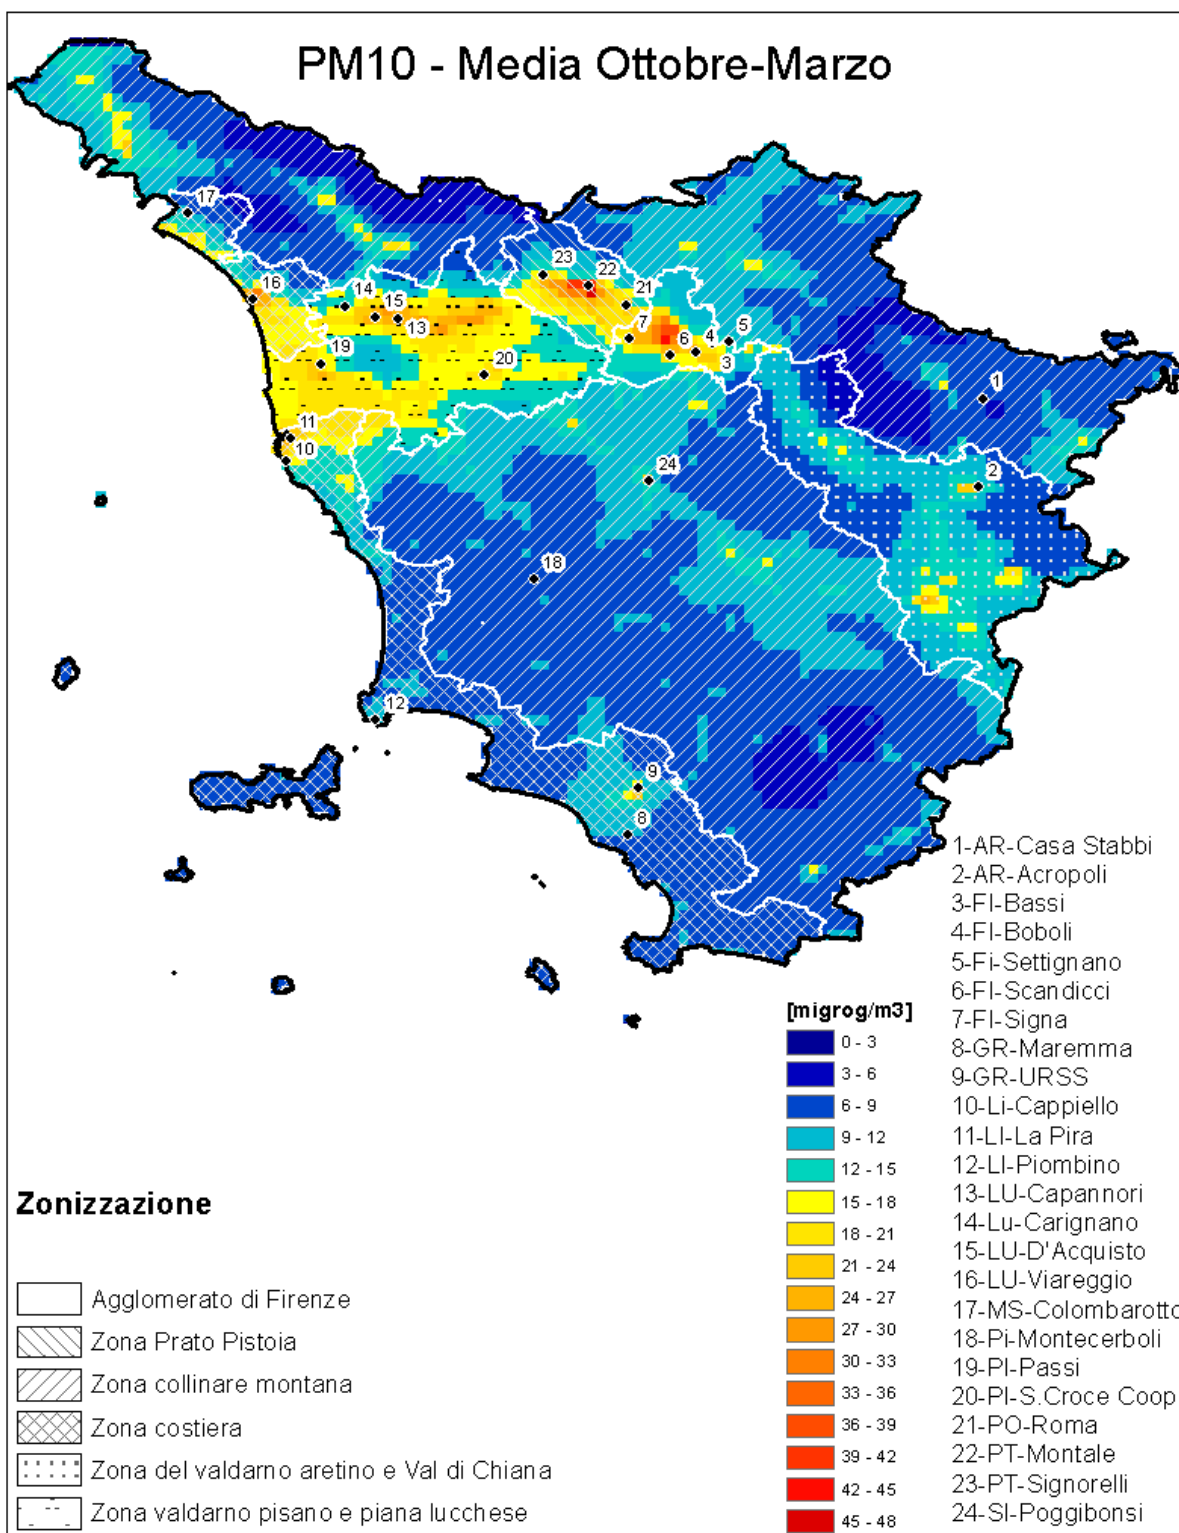 PM10 - Media Ottobre-Marzo
17
16
14
15
13
19
20
11
10
23
22
21
7
6
4
5
3
1
2
24
18
12
9
8
1-AR-Casa Stabbi
2-AR-Acropoli
3-FI-Bassi
4-FI-Boboli
5-Fi-Settignano
6-FI-Scandicci
7-FI-Signa
8-GR-Maremma
9-GR-URSS
10-Li-Cappiello
11-LI-La Pira
12-LI-Piombino
13-LU-Capannori
14-Lu-Carignano
15-LU-D'Acquisto
16-LU-Viareggio
17-MS-Colombarotto
18-Pi-Montecerboli
19-PI-Passi
20-PI-S.Croce Coop
21-PO-Roma
22-PT-Montale
23-PT-Signorelli
24-SI-Poggibonsi
[migrog/m3]
0 - 3
3 - 6
6 - 9
9 - 12
12 - 15
15 - 18
18 - 21
21 - 24
24 - 27
27 - 30
30 - 33
33 - 36
36 - 39
39 - 42
42 - 45
45 - 48
Zonizzazione
Agglomerato di Firenze
Zona Prato Pistoia
Zona collinare montana
Zona costiera
Zona del valdarno aretino e Val di Chiana
Zona valdarno pisano e piana lucchese